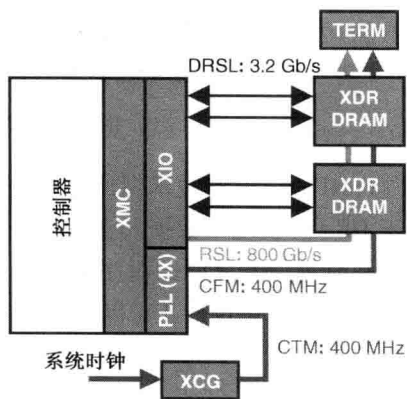 TERM
DRSL: 3.2 Gb/s
XDR
DRAM
控制器
XMC
XIO
XDR
DRAM
RSL: 800 Gb/s
PLL (4X)
CFM: 400 MHz
CTM: 400 MHz
系统时钟
XCG